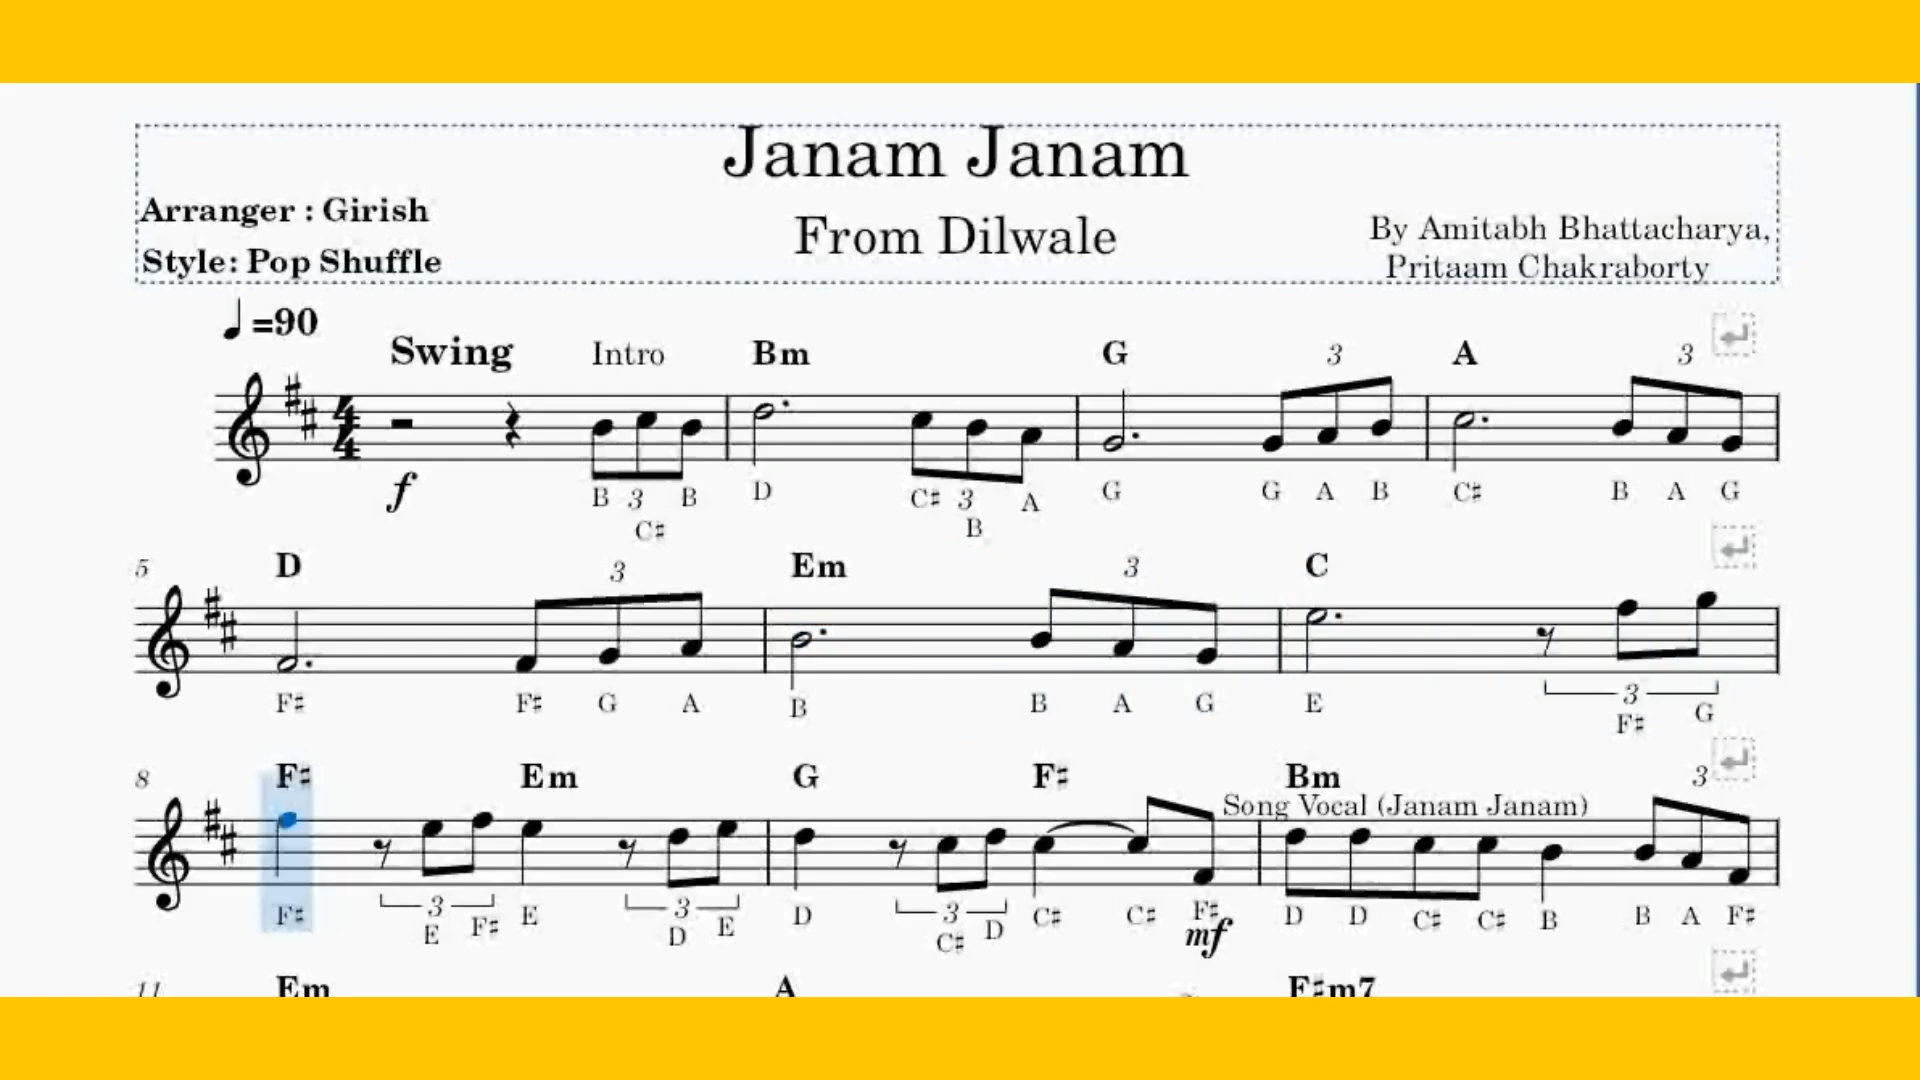 Janam Janam
Arranger : Girish
From Dilwale
By Amitabh Bhattacharya,
Style: Pop Shuffle
Pritaam Chakraborty
=90
Swing Intro Bm G 3 A 3
4
4
f B 3 B D C♯ 3 A G G A B C♯ B A G
C♯ B
5 D 3 Em 3 C
F♯ F♯ G A B B A G E 3 F♯ G
8 F♯ Em G F♯ Bm 3
Song Vocal (Janam Janam)
F♯ 3 E F♯ E 3 D E D 3 C♯ D C♯ C♯ F♯ D D C♯ C♯ B B A F♯
mf
11 Em A F♯m7